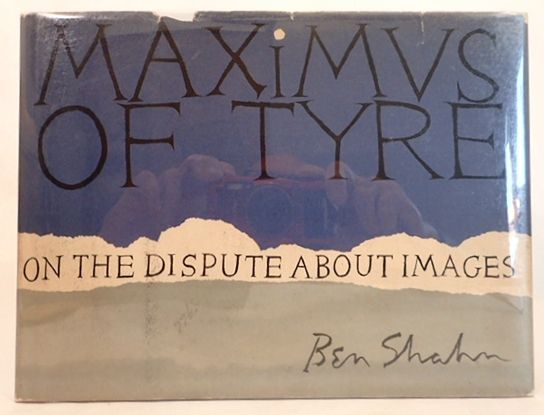 MAXiMVS
OF TYRE
ON THE DISPUTE ABOUT IMAGES
Ben Shahn